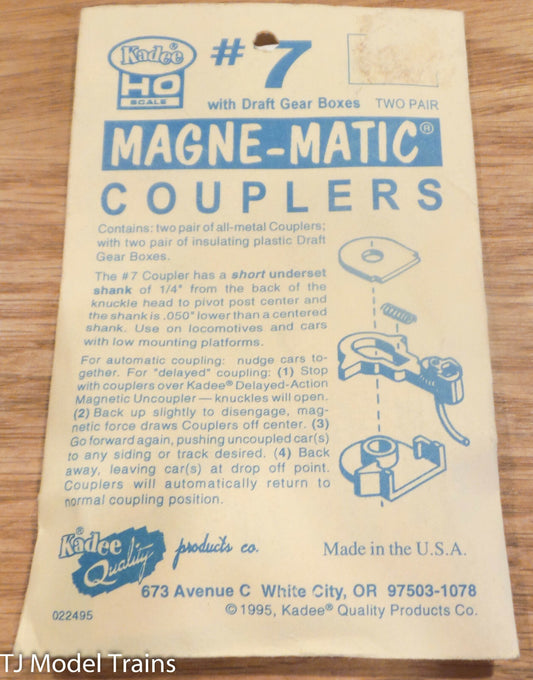 Kadee®
HO
SCALE
#7
with Draft Gear Boxes TWO PAIR
MAGNE-MATIC®
COUPLERS
Contains: two pair of all-metal Couplers;
with two pair of insulating plastic Draft
Gear Boxes.
The #7 Coupler has a short underset
shank of 1/4" from the back of the
knuckle head to pivot post center and
the shank is .050" lower than a centered
shank. Use on locomotives and cars
with low mounting platforms.
For automatic coupling: nudge cars to-
gether. For "delayed" coupling: (1) Stop
with couplers over Kadee® Delayed-Action
Magnetic Uncoupler — knuckles will open.
(2) Back up slightly to disengage, mag-
netic force draws Couplers off center. (3)
Go forward again, pushing uncoupled car(s)
to any siding or track desired. (4) Back
away, leaving car(s) at drop off point.
Couplers will automatically return to
normal coupling position.
Kadee®
Quality products co. Made in the U.S.A.
673 Avenue C White City, OR 97503-1078
022495 ©1995, Kadee® Quality Products Co.
TJ Model Trains